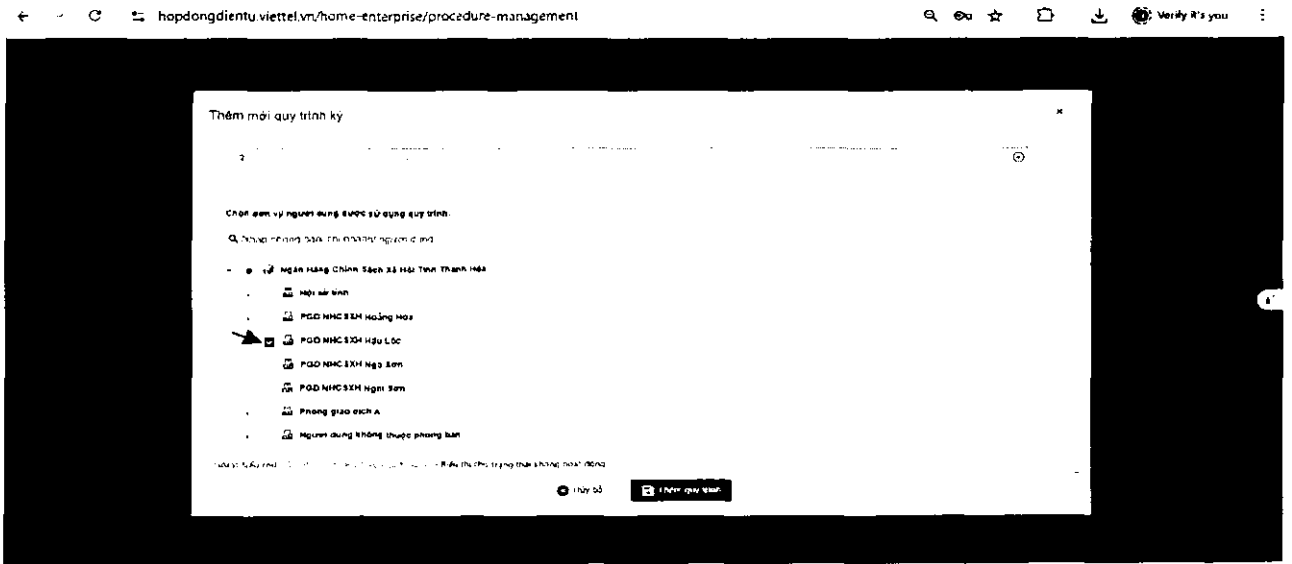 hopdongdientu.viettel.vn/home-enterprise/procedure-management
Verify it's you
Thêm mới quy trình ký
2
Chọn đơn vị người dùng được sử dụng quy trình.
Ngân Hàng Chính Sách Xã Hội Tỉnh Thanh Hóa
Hội sở tỉnh
PGD NHCSXH Hoằng Hóa
PGD NHCSXH Hậu Lộc
PGD NHCSXH Nga Sơn
PGD NHCSXH Nghi Sơn
Phòng giao dịch A
Người dùng không thuộc phòng ban
Biểu thị cho trạng thái không hoạt động
Hủy bỏ
Thêm quy trình